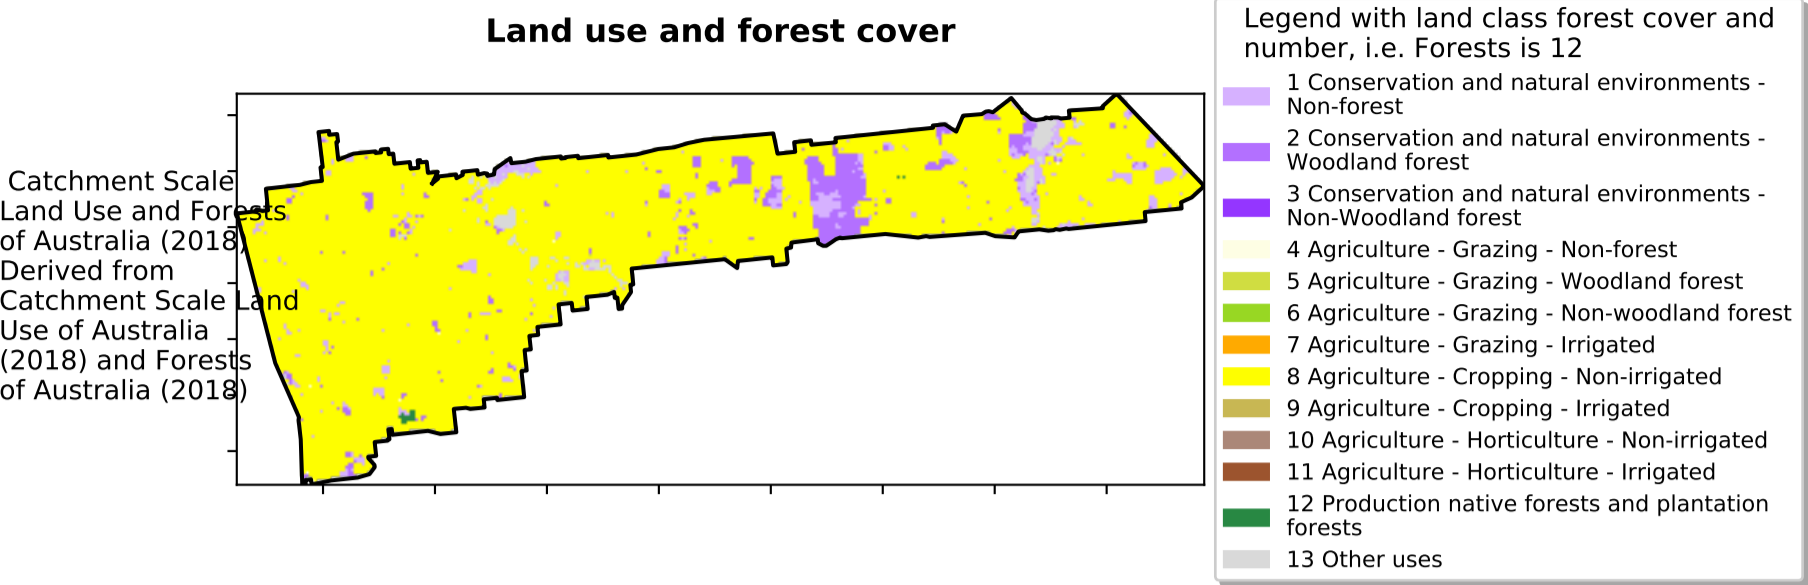 Land use and forest cover
Catchment Scale
Land Use and Forests
of Australia (2018)
Derived from
Catchment Scale Land
Use of Australia
(2018) and Forests
of Australia (2018)
Legend with land class forest cover and
number, i.e. Forests is 12
1 Conservation and natural environments -
Non-forest
2 Conservation and natural environments -
Woodland forest
3 Conservation and natural environments -
Non-Woodland forest
4 Agriculture - Grazing - Non-forest
5 Agriculture - Grazing - Woodland forest
6 Agriculture - Grazing - Non-woodland forest
7 Agriculture - Grazing - Irrigated
8 Agriculture - Cropping - Non-irrigated
9 Agriculture - Cropping - Irrigated
10 Agriculture - Horticulture - Non-irrigated
11 Agriculture - Horticulture - Irrigated
12 Production native forests and plantation
forests
13 Other uses